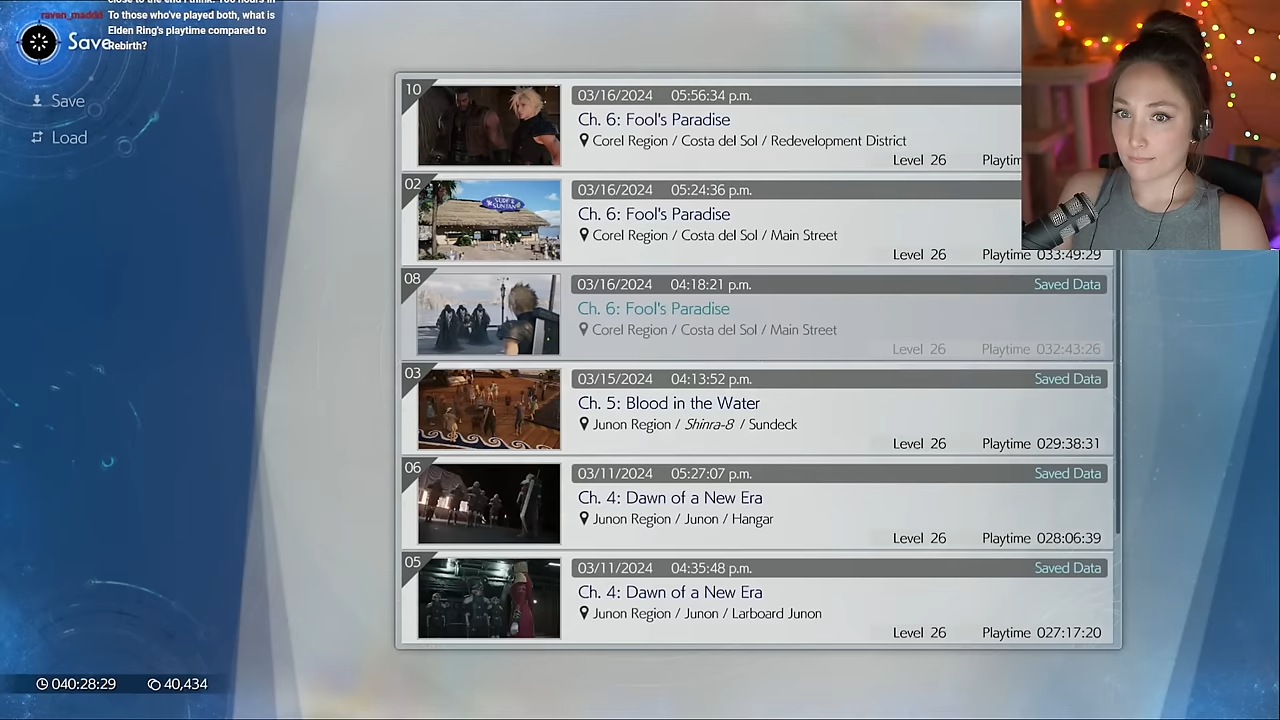 close to the end I think. 100 hours in
raven_maddd To those who've played both, what is
Elden Ring's playtime compared to
Rebirth?
Save
Save
Load
10
03/16/2024 05:56:34 p.m.
Ch. 6: Fool's Paradise
Corel Region / Costa del Sol / Redevelopment District
Level 26 Playtim
02
SURF &
SUNTAN
03/16/2024 05:24:36 p.m.
Ch. 6: Fool's Paradise
Corel Region / Costa del Sol / Main Street
Level 26 Playtime 033:49:29
08
03/16/2024 04:18:21 p.m. Saved Data
Ch. 6: Fool's Paradise
Corel Region / Costa del Sol / Main Street
Level 26 Playtime 032:43:26
03
03/15/2024 04:13:52 p.m. Saved Data
Ch. 5: Blood in the Water
Junon Region / Shinra-8 / Sundeck
Level 26 Playtime 029:38:31
06
03/11/2024 05:27:07 p.m. Saved Data
Ch. 4: Dawn of a New Era
Junon Region / Junon / Hangar
Level 26 Playtime 028:06:39
05
03/11/2024 04:35:48 p.m. Saved Data
Ch. 4: Dawn of a New Era
Junon Region / Junon / Larboard Junon
Level 26 Playtime 027:17:20
040:28:29 40,434